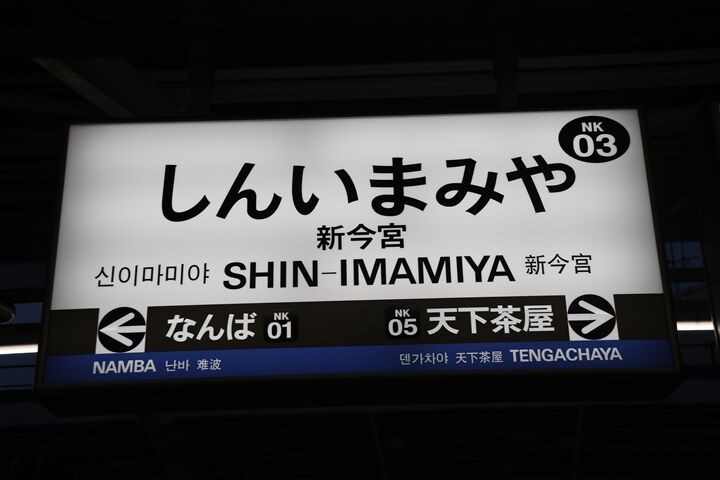 NK
03
しんいまみや
新今宮
신이마미야 SHIN-IMAMIYA 新今宮
なんば NK 01 NK 05 天下茶屋
NAMBA 난바 难波 덴가차야 天下茶屋 TENGACHAYA